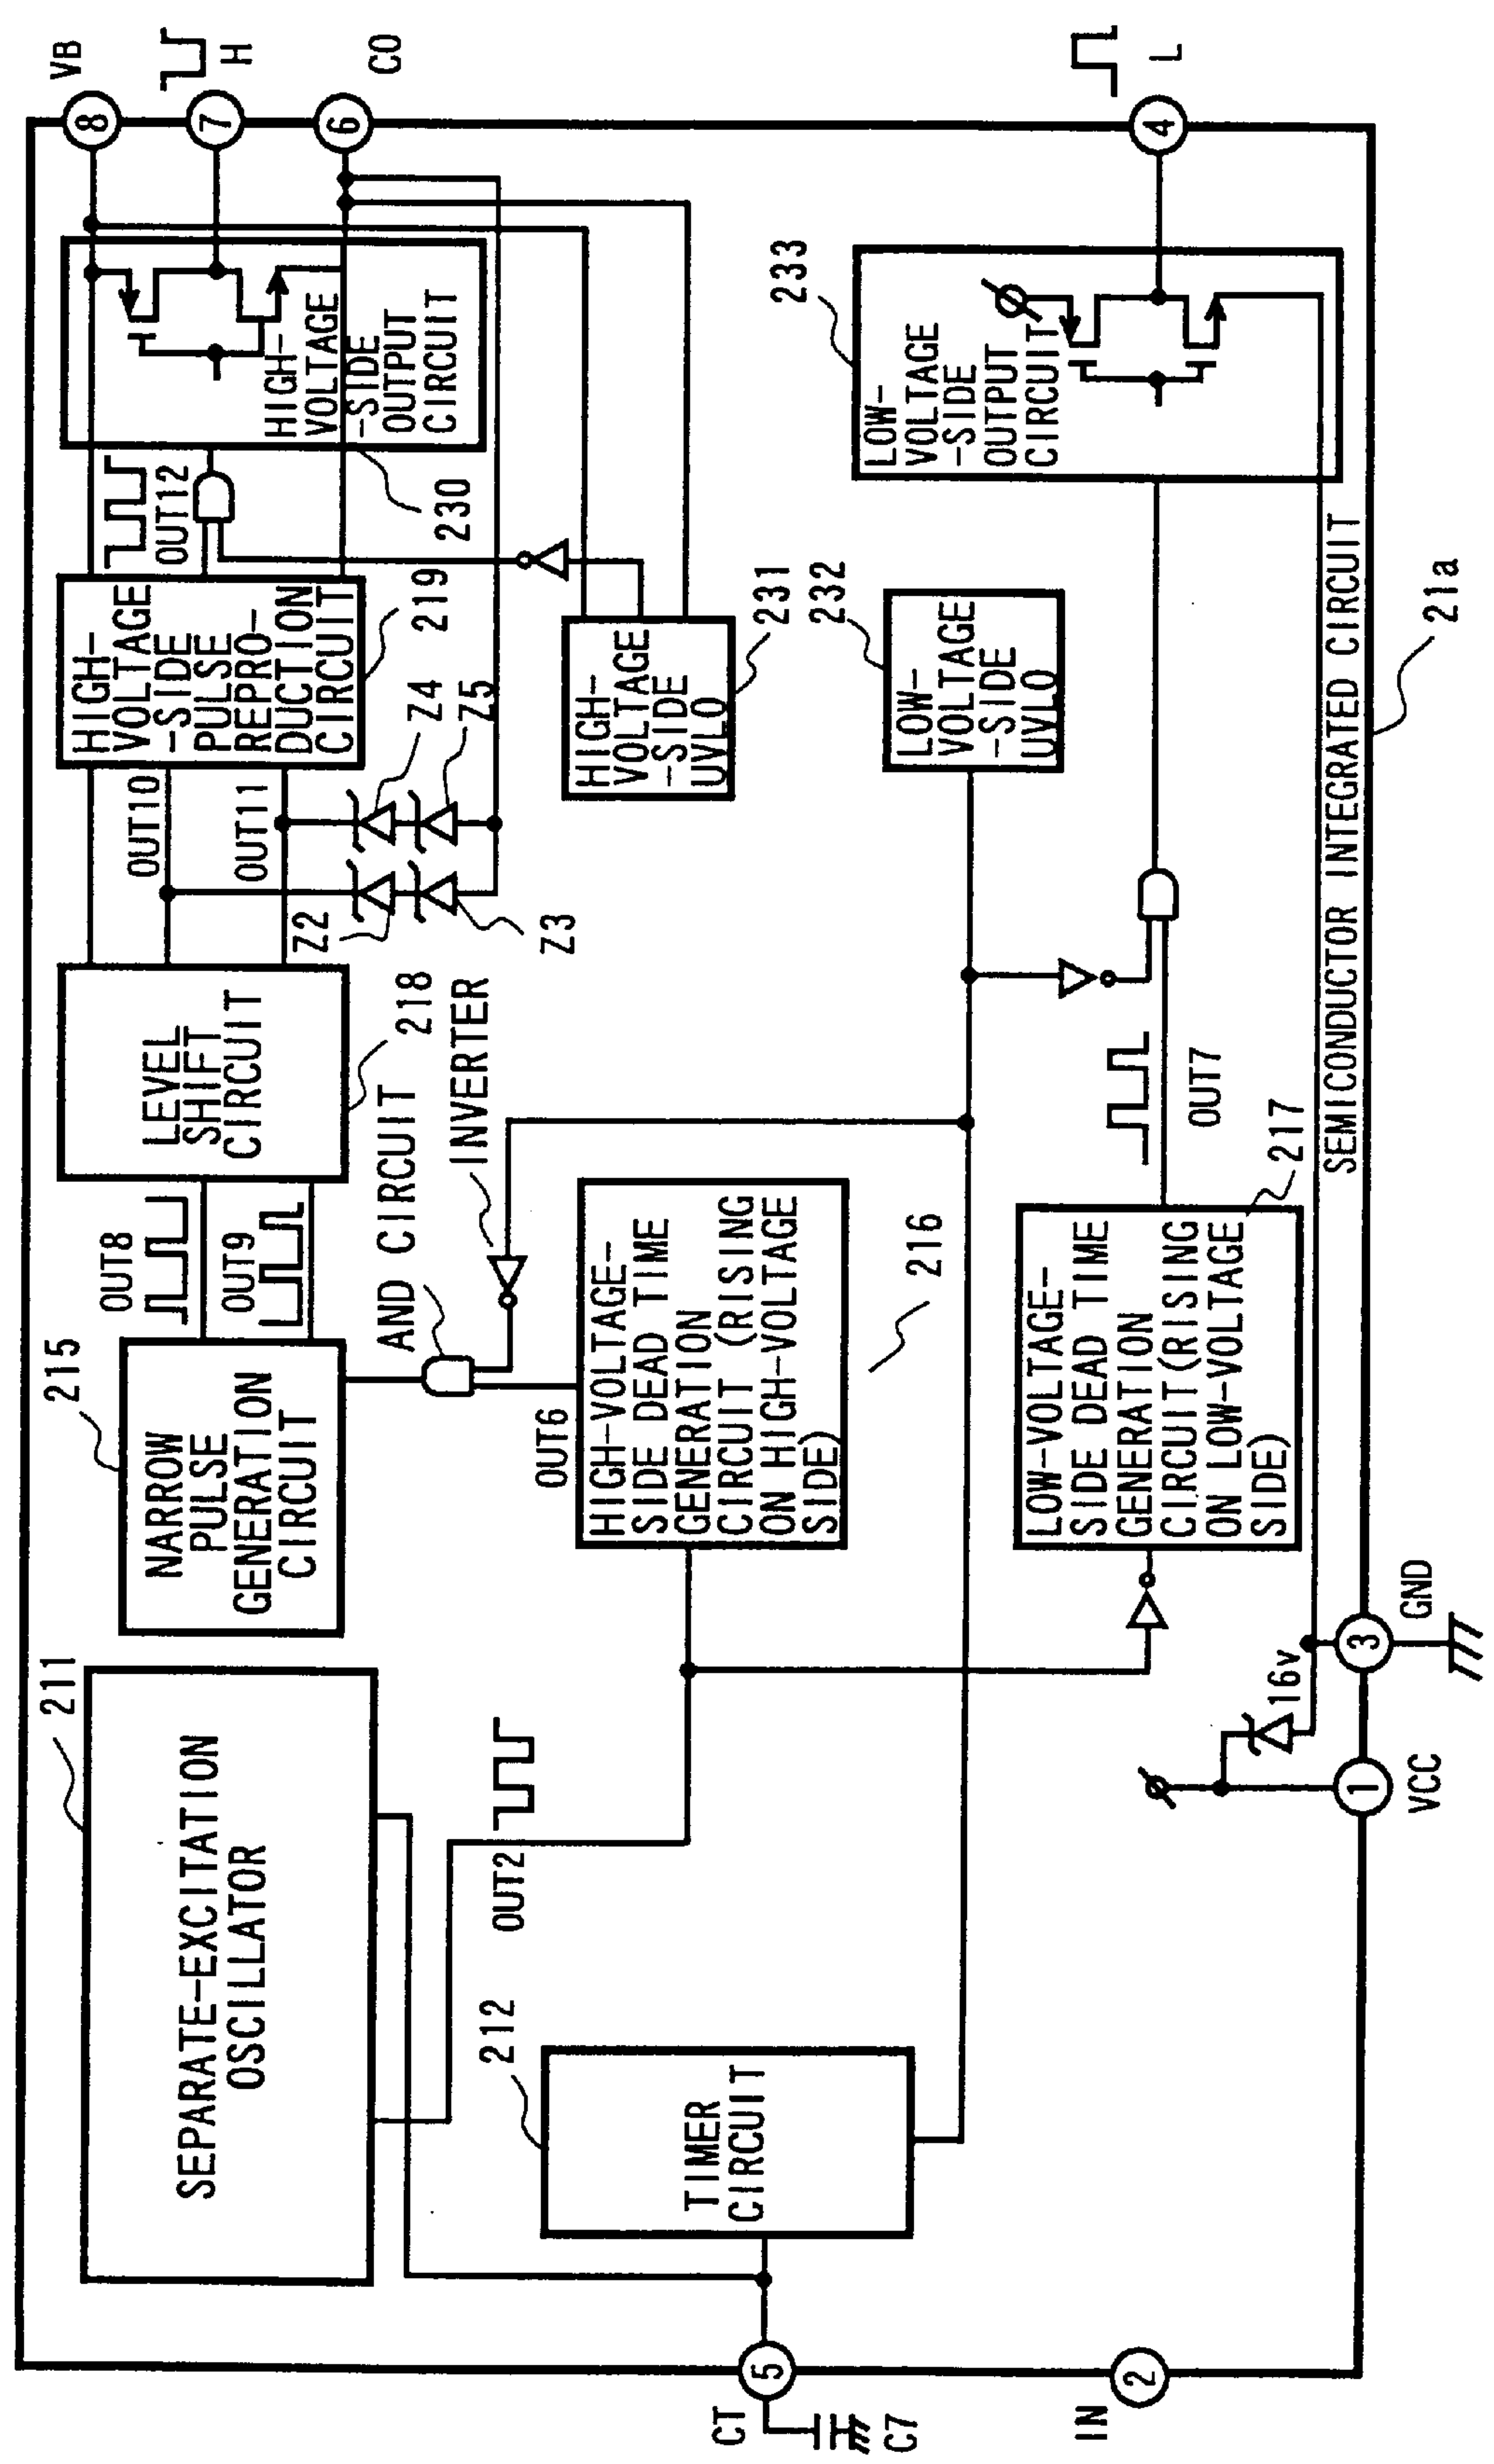 211
SEPARATE-EXCITATION
OSCILLATOR
215
NARROW
PULSE
GENERATION
CIRCUIT
OUT8
OUT9
LEVEL
SHIFT
CIRCUIT
218
OUT10
OUT11
HIGH-
VOLTAGE
-SIDE
PULSE
REPRO-
DUCTION
CIRCUIT
219
OUT12
HIGH-
VOLTAGE
-SIDE
OUTPUT
CIRCUIT
230
8
VB
7
H
6
CO
Z2
Z3
Z4
Z5
AND CIRCUIT
INVERTER
HIGH-
VOLTAGE
-SIDE
UVLO
231
OUT2
OUT6
HIGH-VOLTAGE-
SIDE DEAD TIME
GENERATION
CIRCUIT (RISING
ON HIGH-VOLTAGE
SIDE)
216
212
TIMER
CIRCUIT
CT
5
C7
232
LOW-
VOLTAGE
-SIDE
UVLO
233
LOW-
VOLTAGE
-SIDE
OUTPUT
CIRCUIT
4
L
LOW-VOLTAGE-
SIDE DEAD TIME
GENERATION
CIRCUIT(RISING
ON LOW-VOLTAGE
SIDE)
217
OUT7
IN
2
16v
1
VCC
3
GND
SEMICONDUCTOR INTEGRATED CIRCUIT
21a